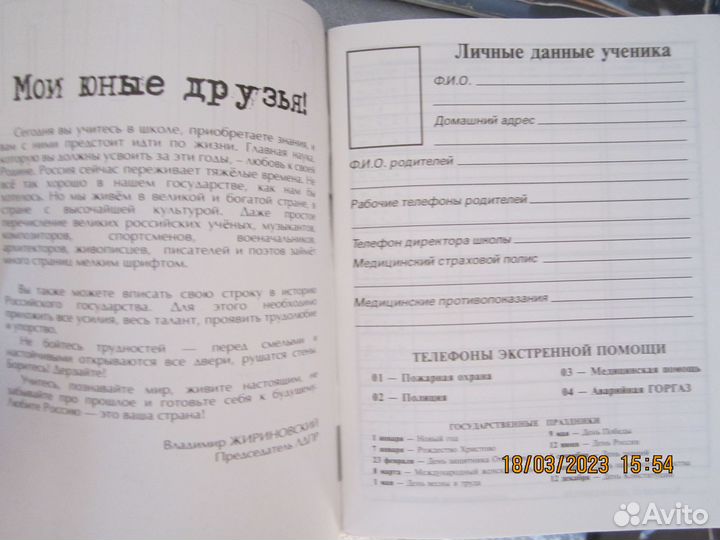 Мои юные друзья!
Сегодня вы учитесь в школе, приобретаете знания, и
вам с ними предстоит идти по жизни. Главная наука,
которую вы должны усвоить за эти годы, – любовь к своей
Родине. Россия сейчас переживает тяжёлые времена. Не
всё так хорошо в нашем государстве, как нам бы
хотелось. Но мы живём в великой и богатой стране, в
стране с высочайшей культурой. Даже простое
перечисление великих российских учёных, музыкантов,
композиторов, спортсменов, военачальников,
архитекторов, живописцев, писателей и поэтов займёт
много страниц мелким шрифтом.
Вы также можете вписать свою строку в историю
Российского государства. Для этого необходимо
приложить все усилия, весь талант, проявить трудолюбие
и упорство.
Не бойтесь трудностей — перед смелыми и
настойчивыми открываются все двери, рушатся стены.
Боритесь! Дерзайте!
Учитесь, познавайте мир, живите настоящим, не
забывайте про прошлое и готовьте себя к будущему.
Любите Россию — это ваша страна!
Владимир ЖИРИНОВСКИЙ
Председатель ЛДПР
Личные данные ученика
Ф.И.О.
Домашний адрес
Ф.И.О. родителей
Рабочие телефоны родителей
Телефон директора школы
Медицинский страховой полис
Медицинские противопоказания
ТЕЛЕФОНЫ ЭКСТРЕННОЙ ПОМОЩИ
01 — Пожарная охрана 03 — Медицинская помощь
02 — Полиция 04 — Аварийная ГОРГАЗ
ГОСУДАРСТВЕННЫЕ ПРАЗДНИКИ
1 января — Новый год 9 мая — День Победы
7 января — Рождество Христово 12 июня — День России
23 февраля — День защитника
8 марта — Международный женский
1 мая — День весны и труда 12 декабря — День Конституции
18/03/2023 15:54
Avito